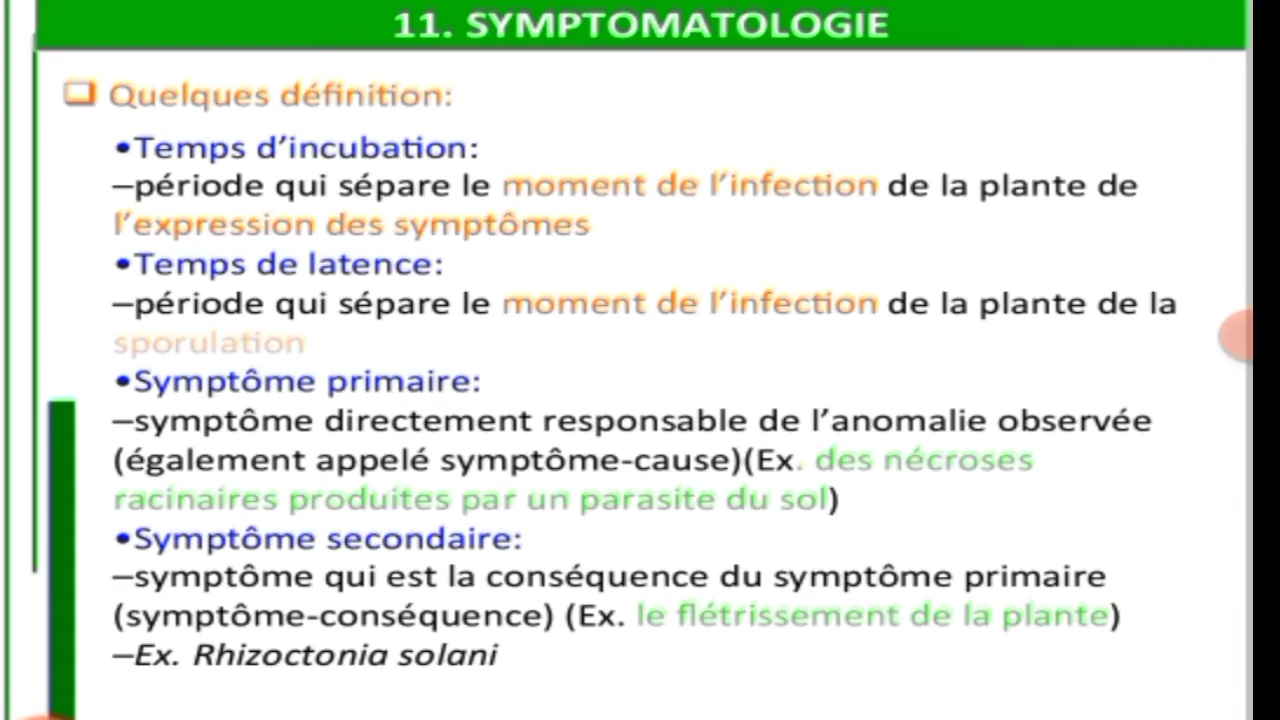 11. SYMPTOMATOLOGIE
Quelques définition:
•Temps d’incubation:
–période qui sépare le moment de l’infection de la plante de
l’expression des symptômes
•Temps de latence:
–période qui sépare le moment de l’infection de la plante de la
sporulation
•Symptôme primaire:
–symptôme directement responsable de l’anomalie observée
(également appelé symptôme-cause)(Ex. des nécroses
racinaires produites par un parasite du sol)
•Symptôme secondaire:
–symptôme qui est la conséquence du symptôme primaire
(symptôme-conséquence) (Ex. le flétrissement de la plante)
–Ex. Rhizoctonia solani